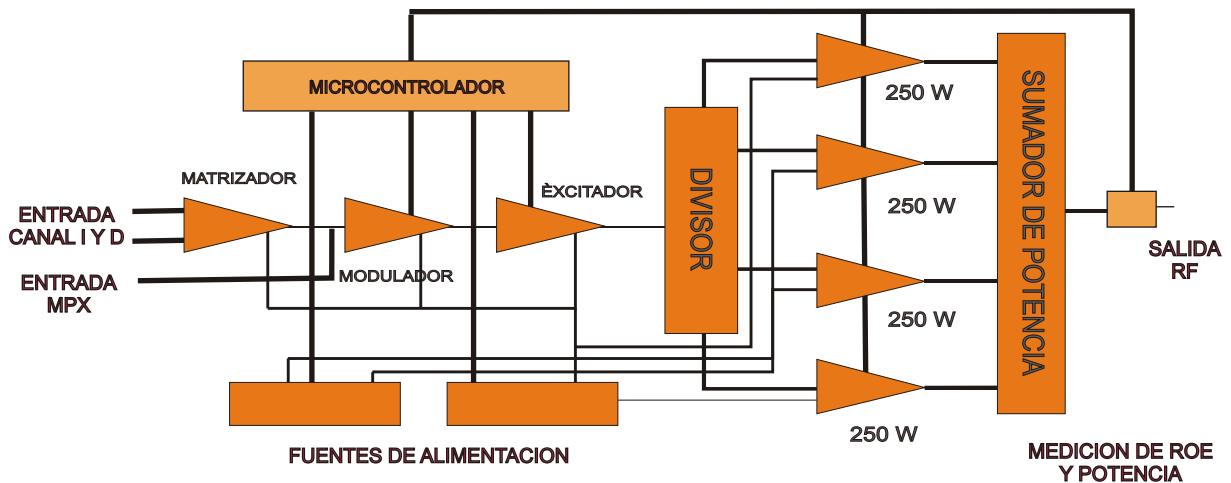 MICROCONTROLADOR
MATRIZADOR
ÈXCITADOR
ENTRADA
CANAL I Y D
ENTRADA
MPX
MODULADOR
DIVISOR
250 W
250 W
250 W
250 W
SUMADOR DE POTENCIA
SALIDA
RF
FUENTES DE ALIMENTACION
MEDICION DE ROE
Y POTENCIA